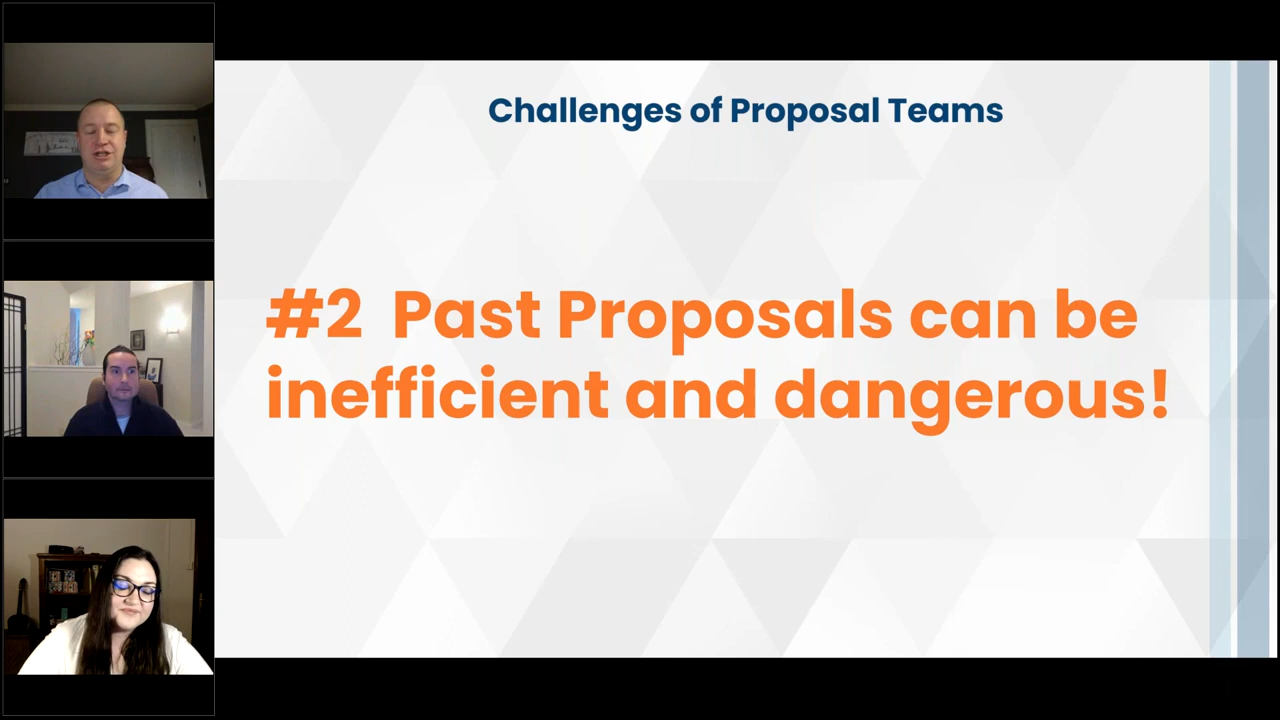 Challenges of Proposal Teams
#2 Past Proposals can be
inefficient and dangerous!